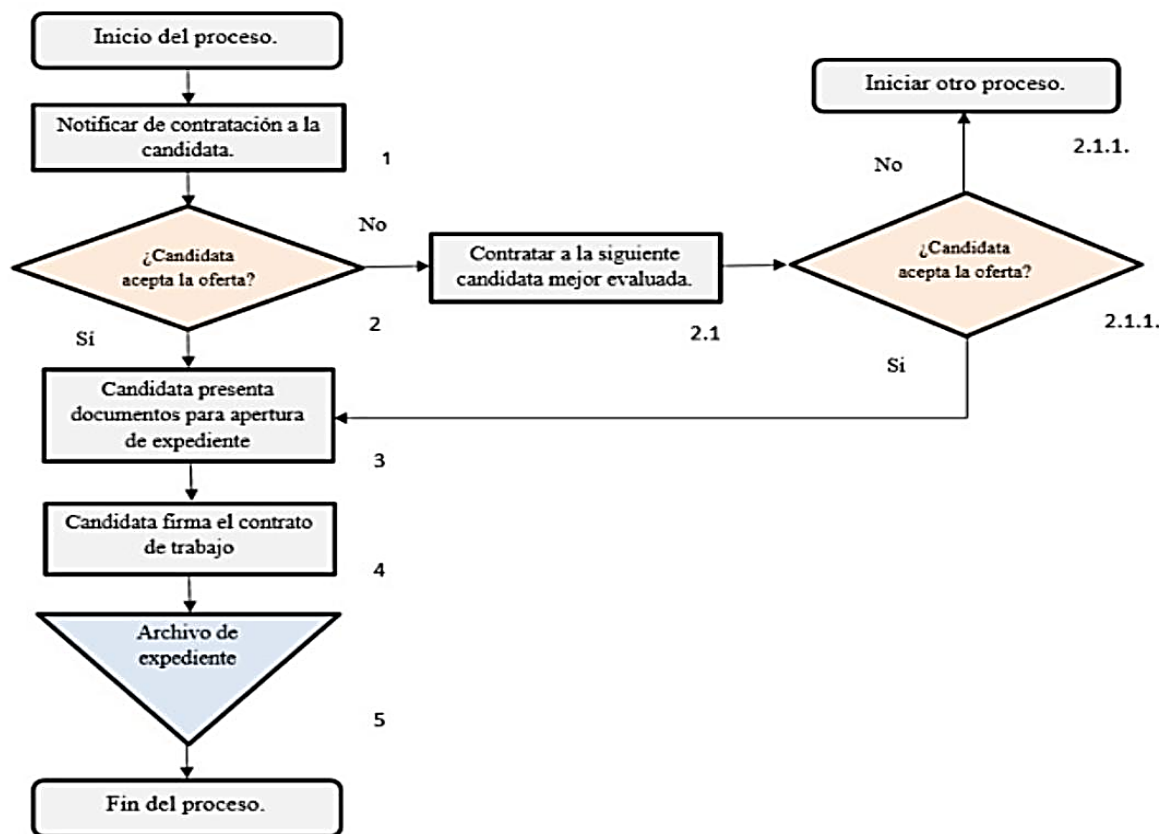 Inicio del proceso.
Notificar de contratación a la
candidata.
1
¿Candidata
acepta la oferta?
2
No
Contratar a la siguiente
candidata mejor evaluada.
2.1
¿Candidata
acepta la oferta?
2.1.1.
No
2.1.1.
Iniciar otro proceso.
Si
Sí
Candidata presenta
documentos para apertura
de expediente
3
Candidata firma el contrato
de trabajo
4
Archivo de
expediente
5
Fin del proceso.